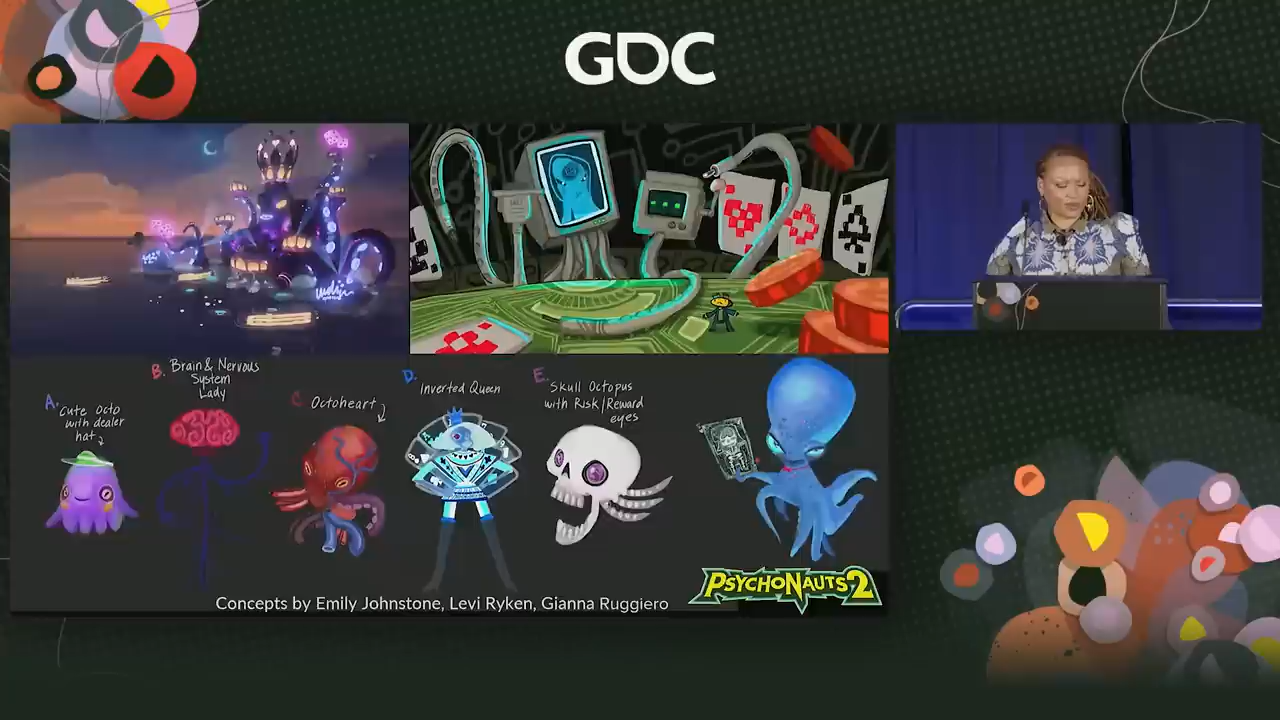 GDC
A.
Cute Octo
with dealer
hat
B.
Brain & Nervous
System
Lady
C.
Octoheart
D.
Inverted Queen
E.
Skull Octopus
with Risk/Reward
eyes
PSYCHONAUTS 2
Concepts by Emily Johnstone, Levi Ryken, Gianna Ruggiero